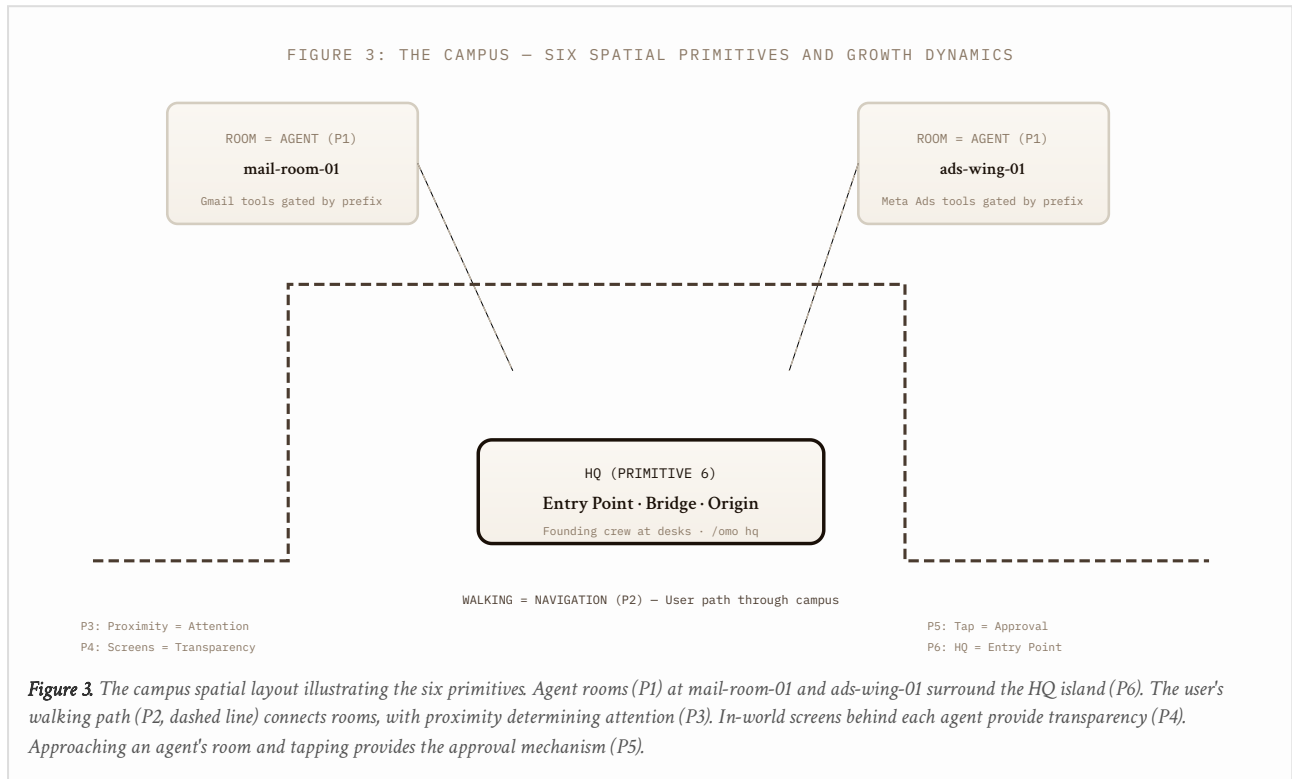 FIGURE 3: THE CAMPUS — SIX SPATIAL PRIMITIVES AND GROWTH DYNAMICS
ROOM = AGENT (P1)
mail-room-01
Gmail tools gated by prefix
ROOM = AGENT (P1)
ads-wing-01
Meta Ads tools gated by prefix
HQ (PRIMITIVE 6)
Entry Point · Bridge · Origin
Founding crew at desks · /omo hq
WALKING = NAVIGATION (P2) — User path through campus
P3: Proximity = Attention
P4: Screens = Transparency
P5: Tap = Approval
P6: HQ = Entry Point
Figure 3. The campus spatial layout illustrating the six primitives. Agent rooms (P1) at mail-room-01 and ads-wing-01 surround the HQ island (P6). The user's
walking path (P2, dashed line) connects rooms, with proximity determining attention (P3). In-world screens behind each agent provide transparency (P4).
Approaching an agent's room and tapping provides the approval mechanism (P5).